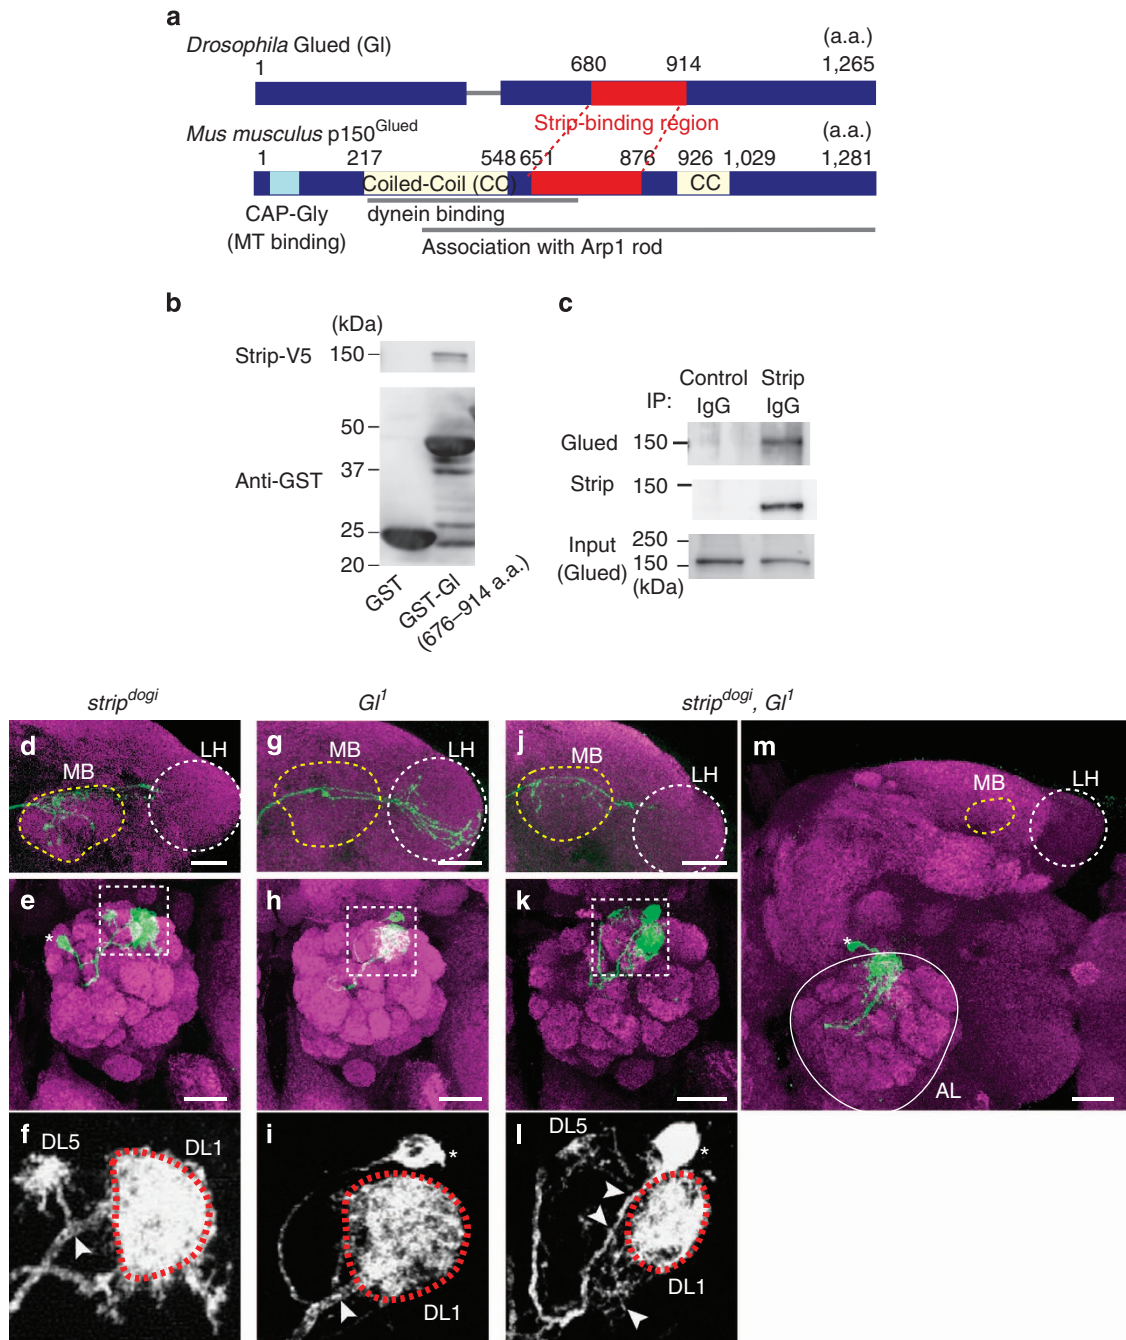 a
Drosophila Glued (Gl)
(a.a.)
1 680 914 1,265
Strip-binding region
Mus musculus p150Glued
(a.a.)
1 217 548 651 876 926 1,029 1,281
Coiled-Coil (CC)
CC
CAP-Gly
(MT binding)
dynein binding
Association with Arp1 rod
b
(kDa)
Strip-V5 150
50
37
Anti-GST
25
20
GST
GST-Gl
(676–914 a.a.)
c
Control Strip
IP: IgG IgG
Glued 150
Strip 150
Input 250
(Glued) 150
(kDa)
stripdogi
Gl1
stripdogi, Gl1
d MB LH
g MB LH
j MB LH
m MB LH
* AL
e *
h
k
f DL5 DL1
i * DL1
l DL5 * DL1